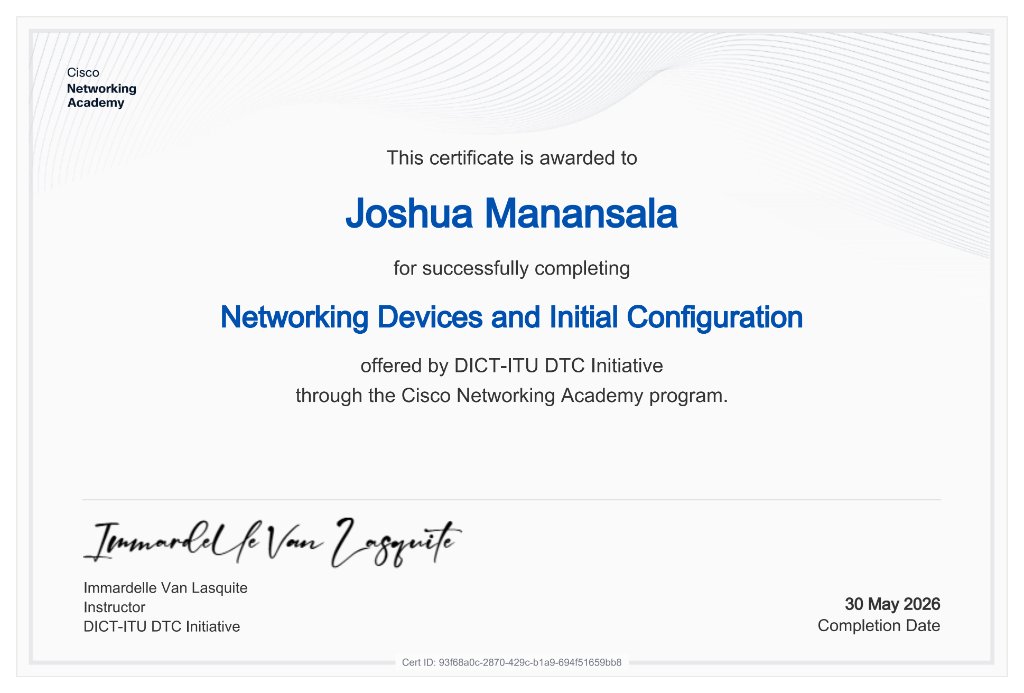 Cisco
Networking
Academy
This certificate is awarded to
Joshua Manansala
for successfully completing
Networking Devices and Initial Configuration
offered by DICT-ITU DTC Initiative
through the Cisco Networking Academy program.
Immardelle Van Lasquite
Immardelle Van Lasquite
Instructor
DICT-ITU DTC Initiative
30 May 2026
Completion Date
Cert ID: 93f68a0c-2870-429c-b1a9-694f51659bb8